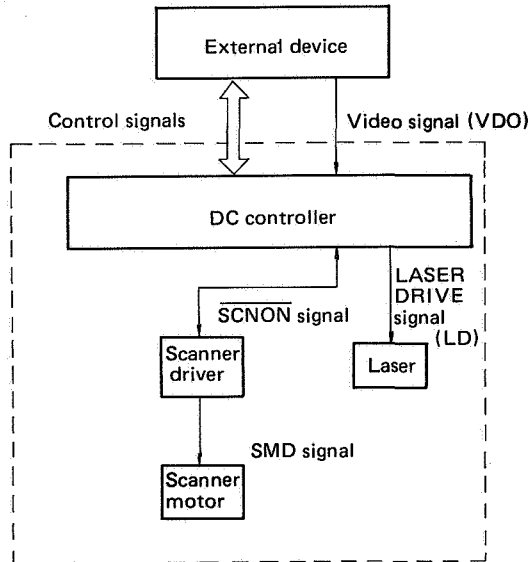 External device
Control signals
Video signal (VDO)
DC controller
LASER
DRIVE
signal
(LD)
S̅C̅N̅O̅N̅ signal
Scanner
driver
Laser
SMD signal
Scanner
motor